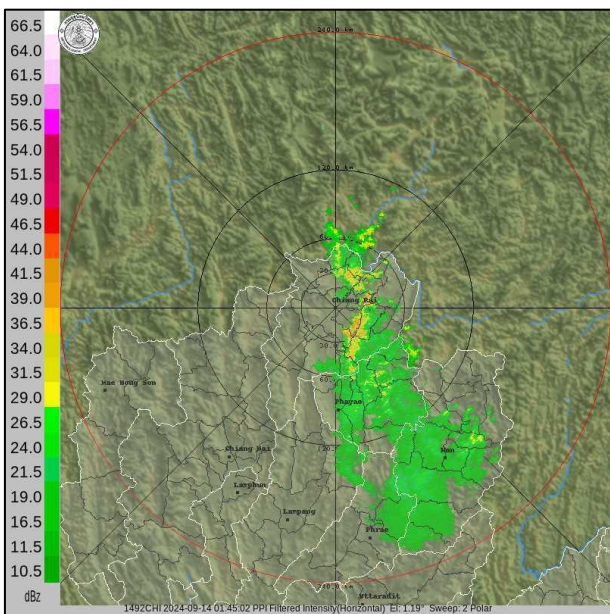 66.5
64.0
61.5
59.0
56.5
54.0
51.5
49.0
46.5
44.0
41.5
39.0
36.5
34.0
31.5
29.0
26.5
24.0
21.5
19.0
16.5
14.0
11.5
10.5
dBz
240.0 km
120.0 km
Chiang Rai
Mae Hong Son
Phayao
Chiang Mai
Nan
Lamphun
Lampang
Phrae
Uttaradit
1492CHI 2024-09-14 01:45:02 PPI Filtered Intensity(Horizontal) El: 1.19° Sweep: 2 Polar